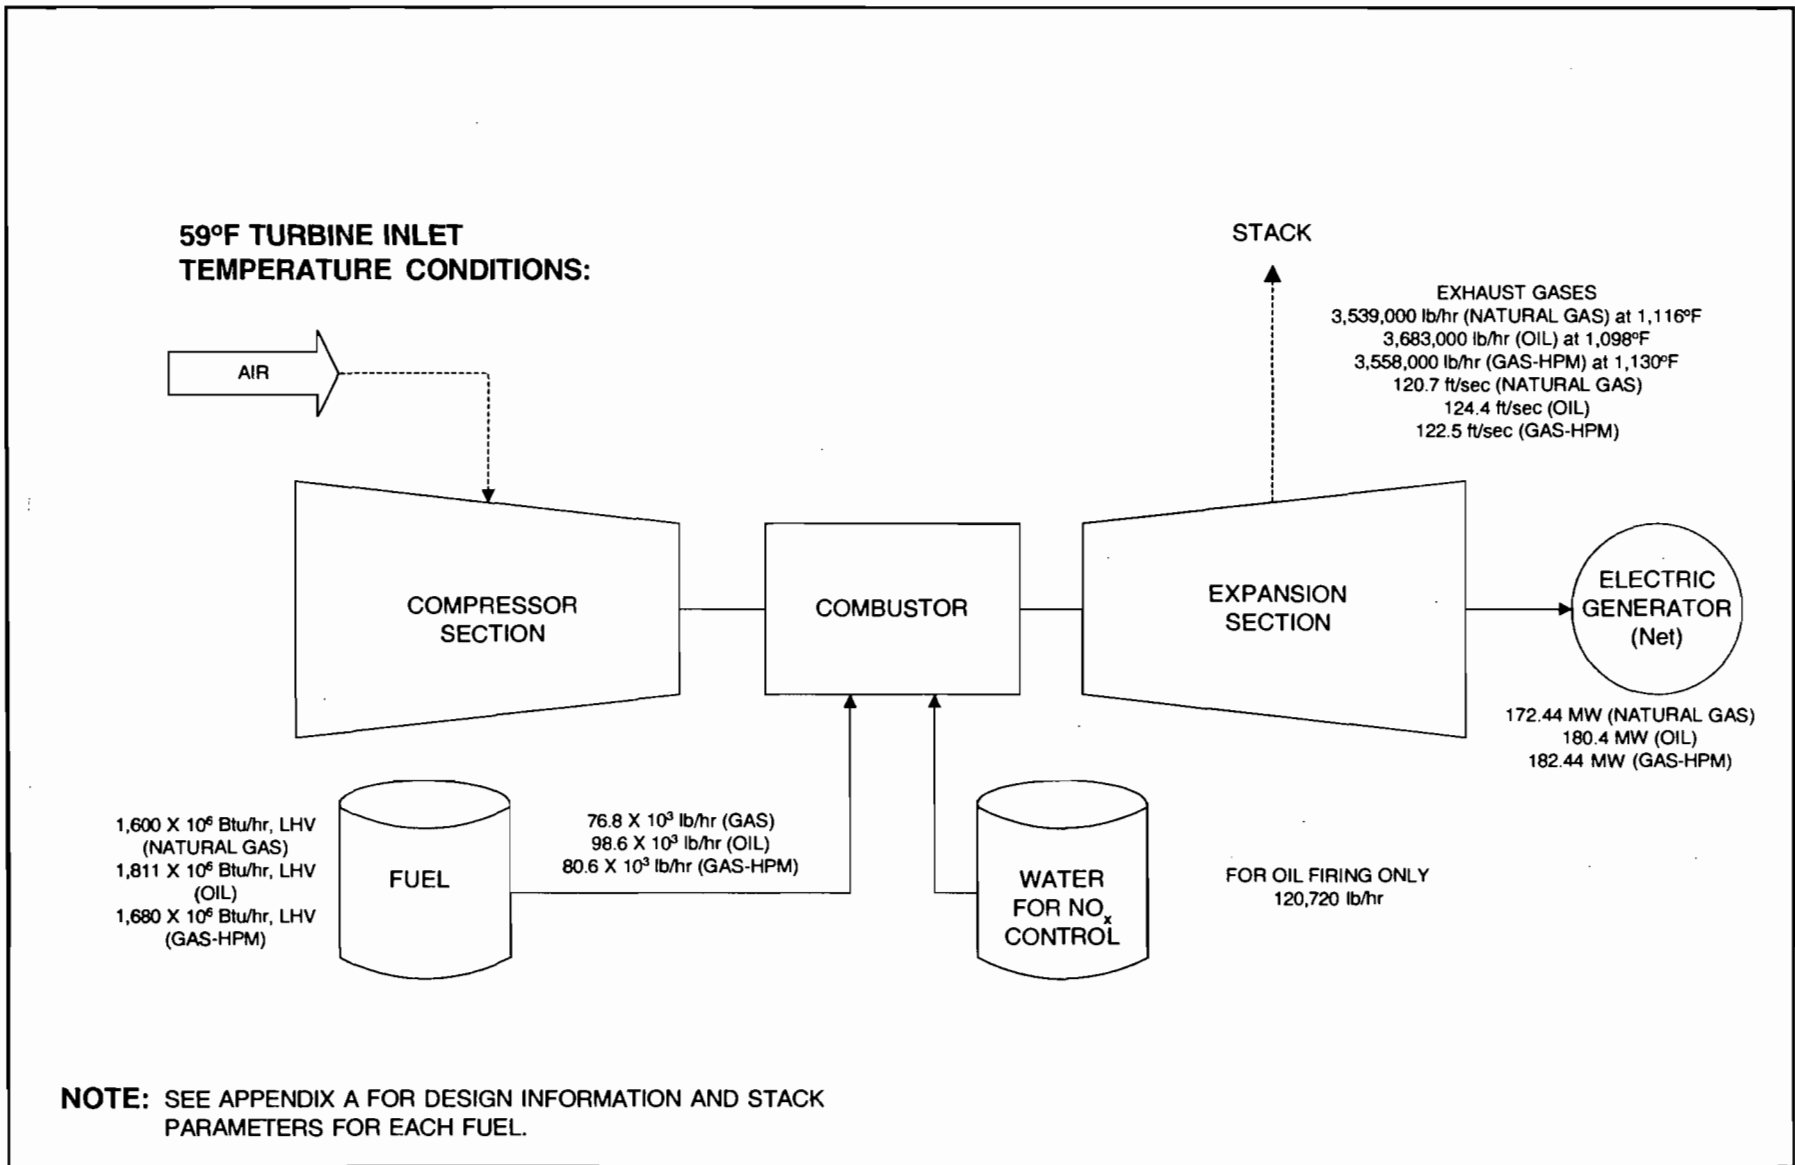 59ºF TURBINE INLET
TEMPERATURE CONDITIONS:
AIR
STACK
EXHAUST GASES
3,539,000 lb/hr (NATURAL GAS) at 1,116ºF
3,683,000 lb/hr (OIL) at 1,098ºF
3,558,000 lb/hr (GAS-HPM) at 1,130ºF
120.7 ft/sec (NATURAL GAS)
124.4 ft/sec (OIL)
122.5 ft/sec (GAS-HPM)
COMPRESSOR
SECTION
COMBUSTOR
EXPANSION
SECTION
ELECTRIC
GENERATOR
(Net)
172.44 MW (NATURAL GAS)
180.4 MW (OIL)
182.44 MW (GAS-HPM)
1,600 X 10⁶ Btu/hr, LHV
(NATURAL GAS)
1,811 X 10⁶ Btu/hr, LHV
(OIL)
1,680 X 10⁶ Btu/hr, LHV
(GAS-HPM)
FUEL
76.8 X 10³ lb/hr (GAS)
98.6 X 10³ lb/hr (OIL)
80.6 X 10³ lb/hr (GAS-HPM)
WATER
FOR NOₓ
CONTROL
FOR OIL FIRING ONLY
120,720 lb/hr
NOTE: SEE APPENDIX A FOR DESIGN INFORMATION AND STACK
PARAMETERS FOR EACH FUEL.